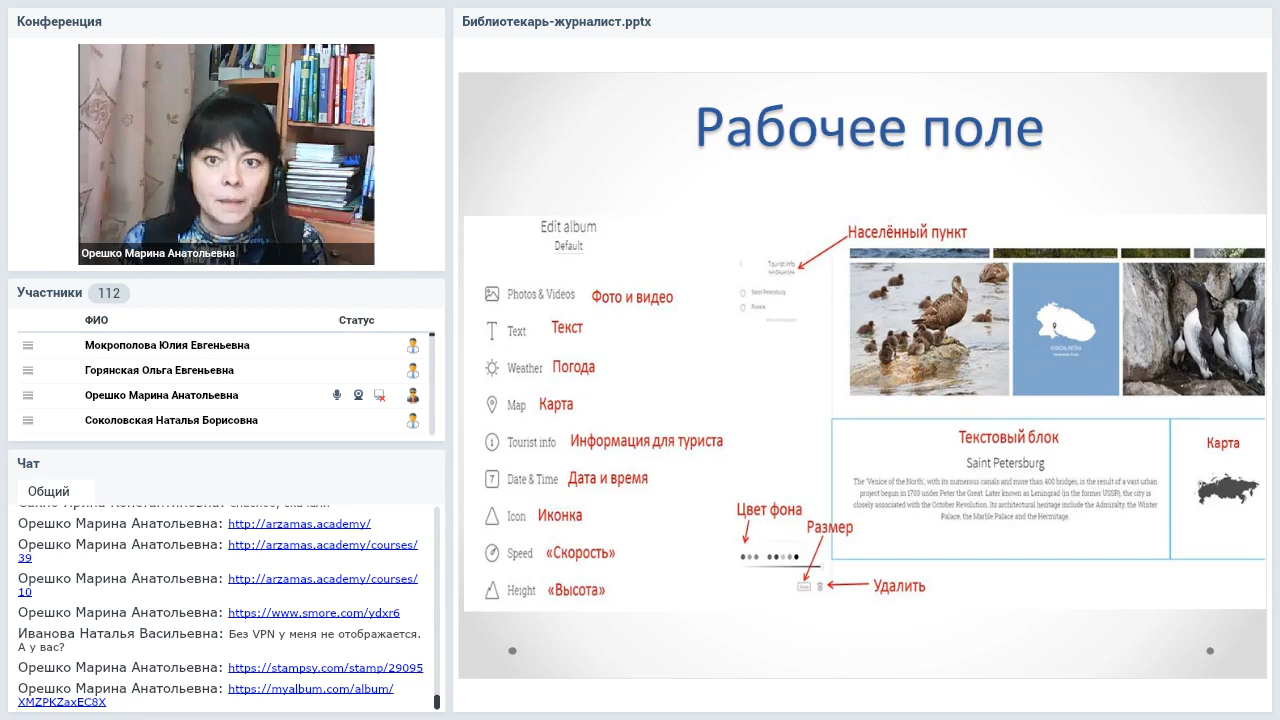 Конференция
Орешко Марина Анатольевна
Участники 112
ФИО Статус
Мокрополова Юлия Евгеньевна
Горянская Ольга Евгеньевна
Орешко Марина Анатольевна
Соколовская Наталья Борисовна
Чат
Общий
Орешко Марина Анатольевна: http://arzamas.academy/
Орешко Марина Анатольевна: http://arzamas.academy/courses/
39
Орешко Марина Анатольевна: http://arzamas.academy/courses/
10
Орешко Марина Анатольевна: https://www.smore.com/ydxr6
Иванова Наталья Васильевна: Без VPN у меня не отображается.
А у вас?
Орешко Марина Анатольевна: https://stampsy.com/stamp/29095
Орешко Марина Анатольевна: https://myalbum.com/album/
XMZPKZaxEC8X
Библиотекарь-журналист.pptx
Рабочее поле
Edit album
Default
Photos & Videos Фото и видео
Text Текст
Weather Погода
Map Карта
Tourist info Информация для туриста
7 Date & Time Дата и время
Icon Иконка
Speed «Скорость»
Height «Высота»
Населённый пункт
Tourist info
Saint Petersburg
Russia
Цвет фона
Размер
Удалить
Текстовый блок
Saint Petersburg
The 'Venice of the North', with its numerous canals and more than 400 bridges, is the result of a vast urban
project begun in 1703 under Peter the Great. Later known as Leningrad (in the former USSR), the city is
closely associated with the October Revolution. Its architectural heritage include the Admiralty, the Winter
Palace, the Marble Palace and the Hermitage.
Карта